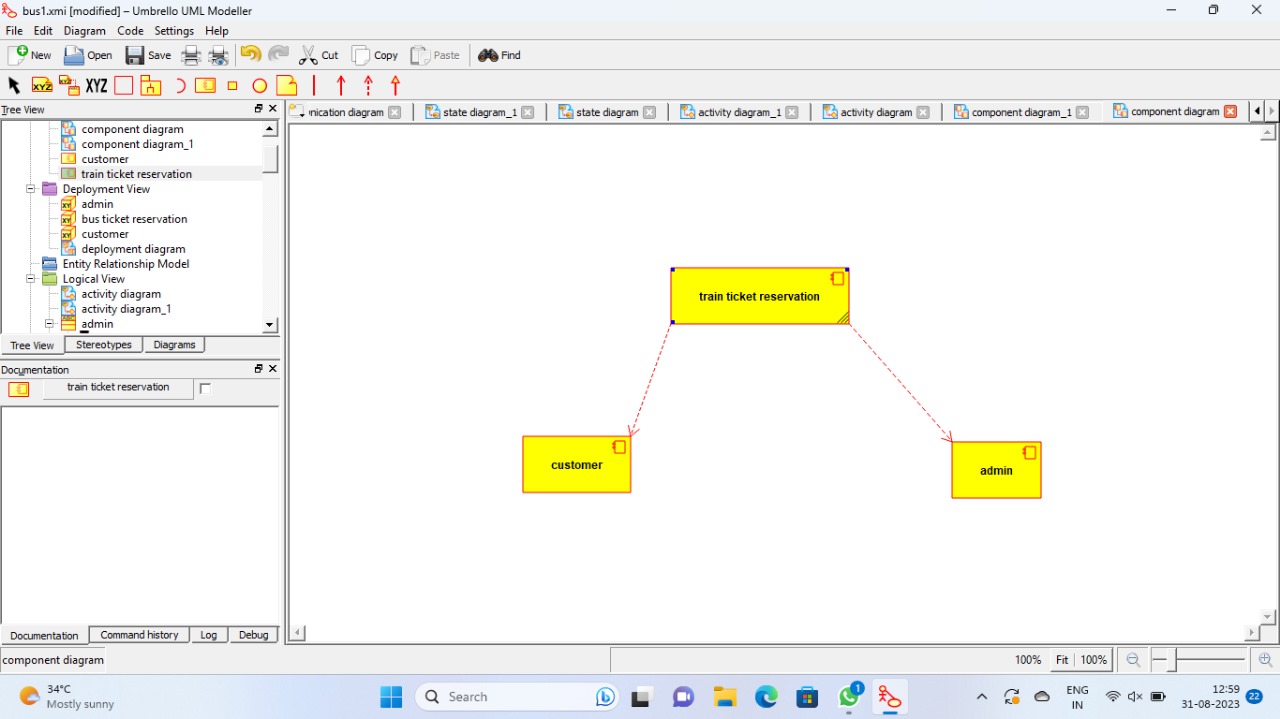 bus1.xmi [modified] – Umbrello UML Modeller
File Edit Diagram Code Settings Help
New Open Save Cut Copy Paste Find
XYZ XYZ
Tree View
nication diagram state diagram_1 state diagram activity diagram_1 activity diagram component diagram_1 component diagram
component diagram
component diagram_1
customer
train ticket reservation
Deployment View
admin
bus ticket reservation
customer
deployment diagram
Entity Relationship Model
Logical View
activity diagram
activity diagram_1
admin
Tree View Stereotypes Diagrams
Documentation
train ticket reservation
train ticket reservation
customer
admin
Documentation Command history Log Debug
component diagram
100% Fit 100%
34°C
Mostly sunny
Search
1
ENG
IN
12:59
31-08-2023
22